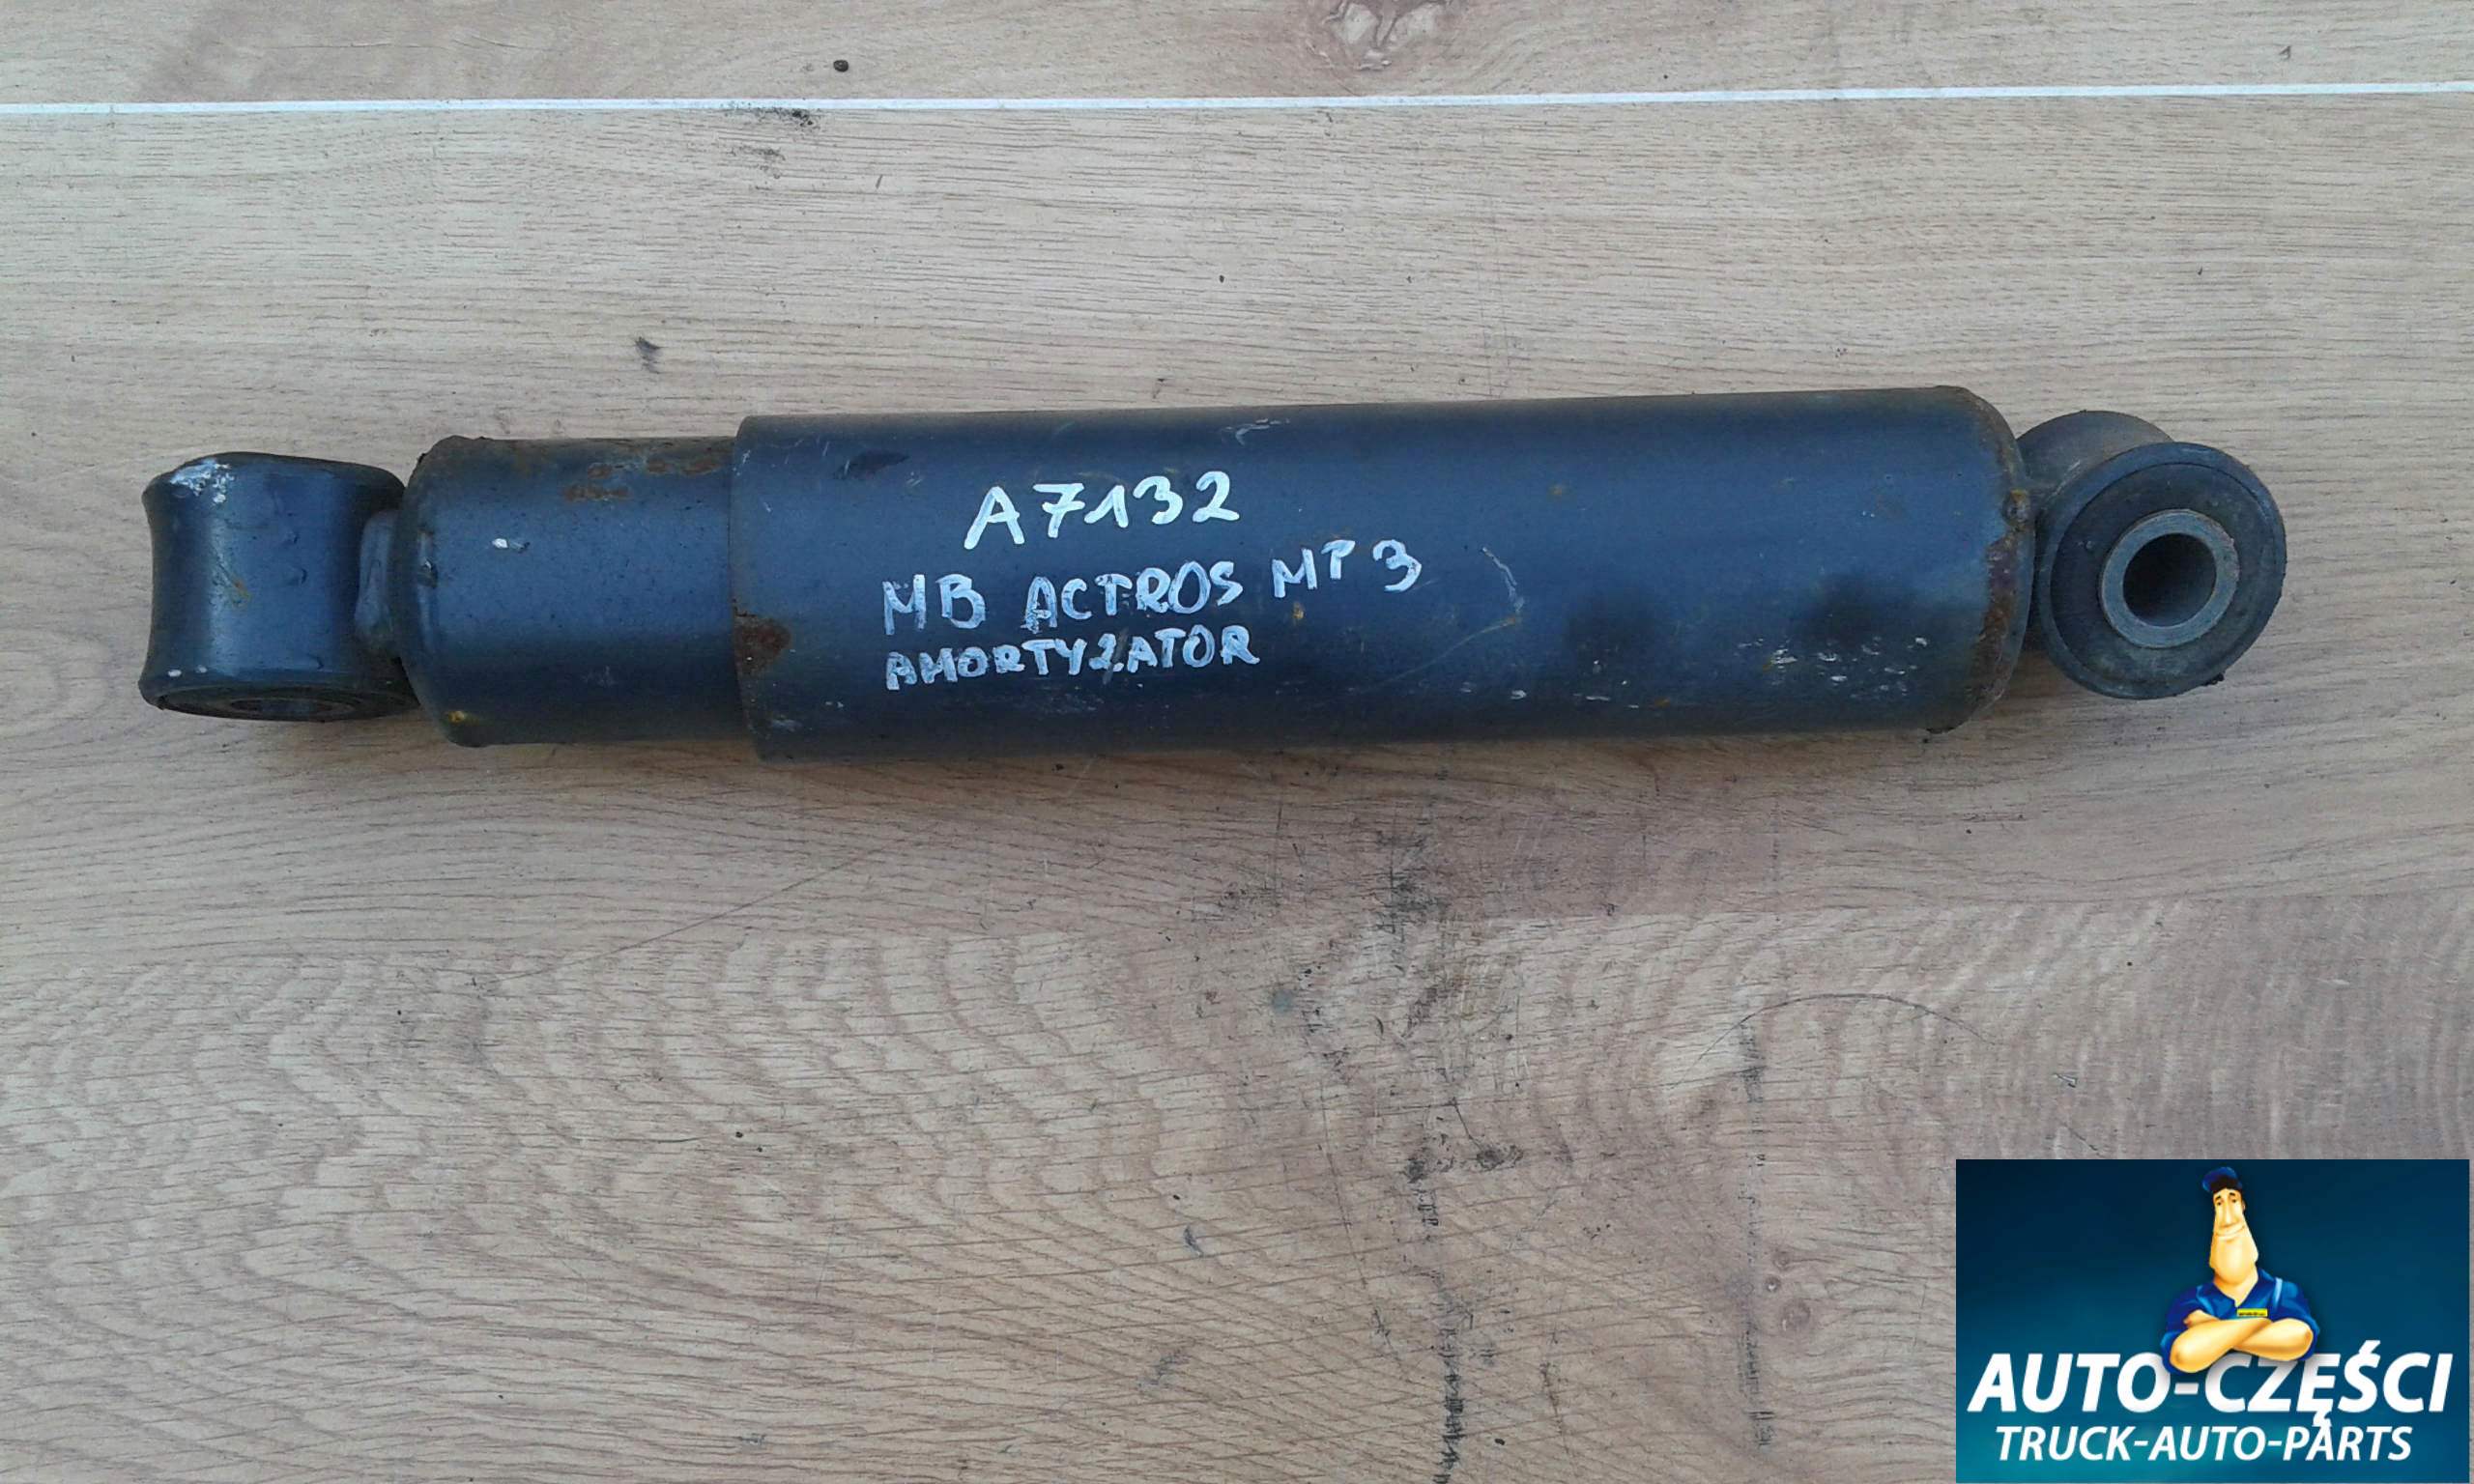 A7132
MB ACTROS MP3
AMORTYZATOR
AUTO-CZĘŚCI
TRUCK-AUTO-PARTS